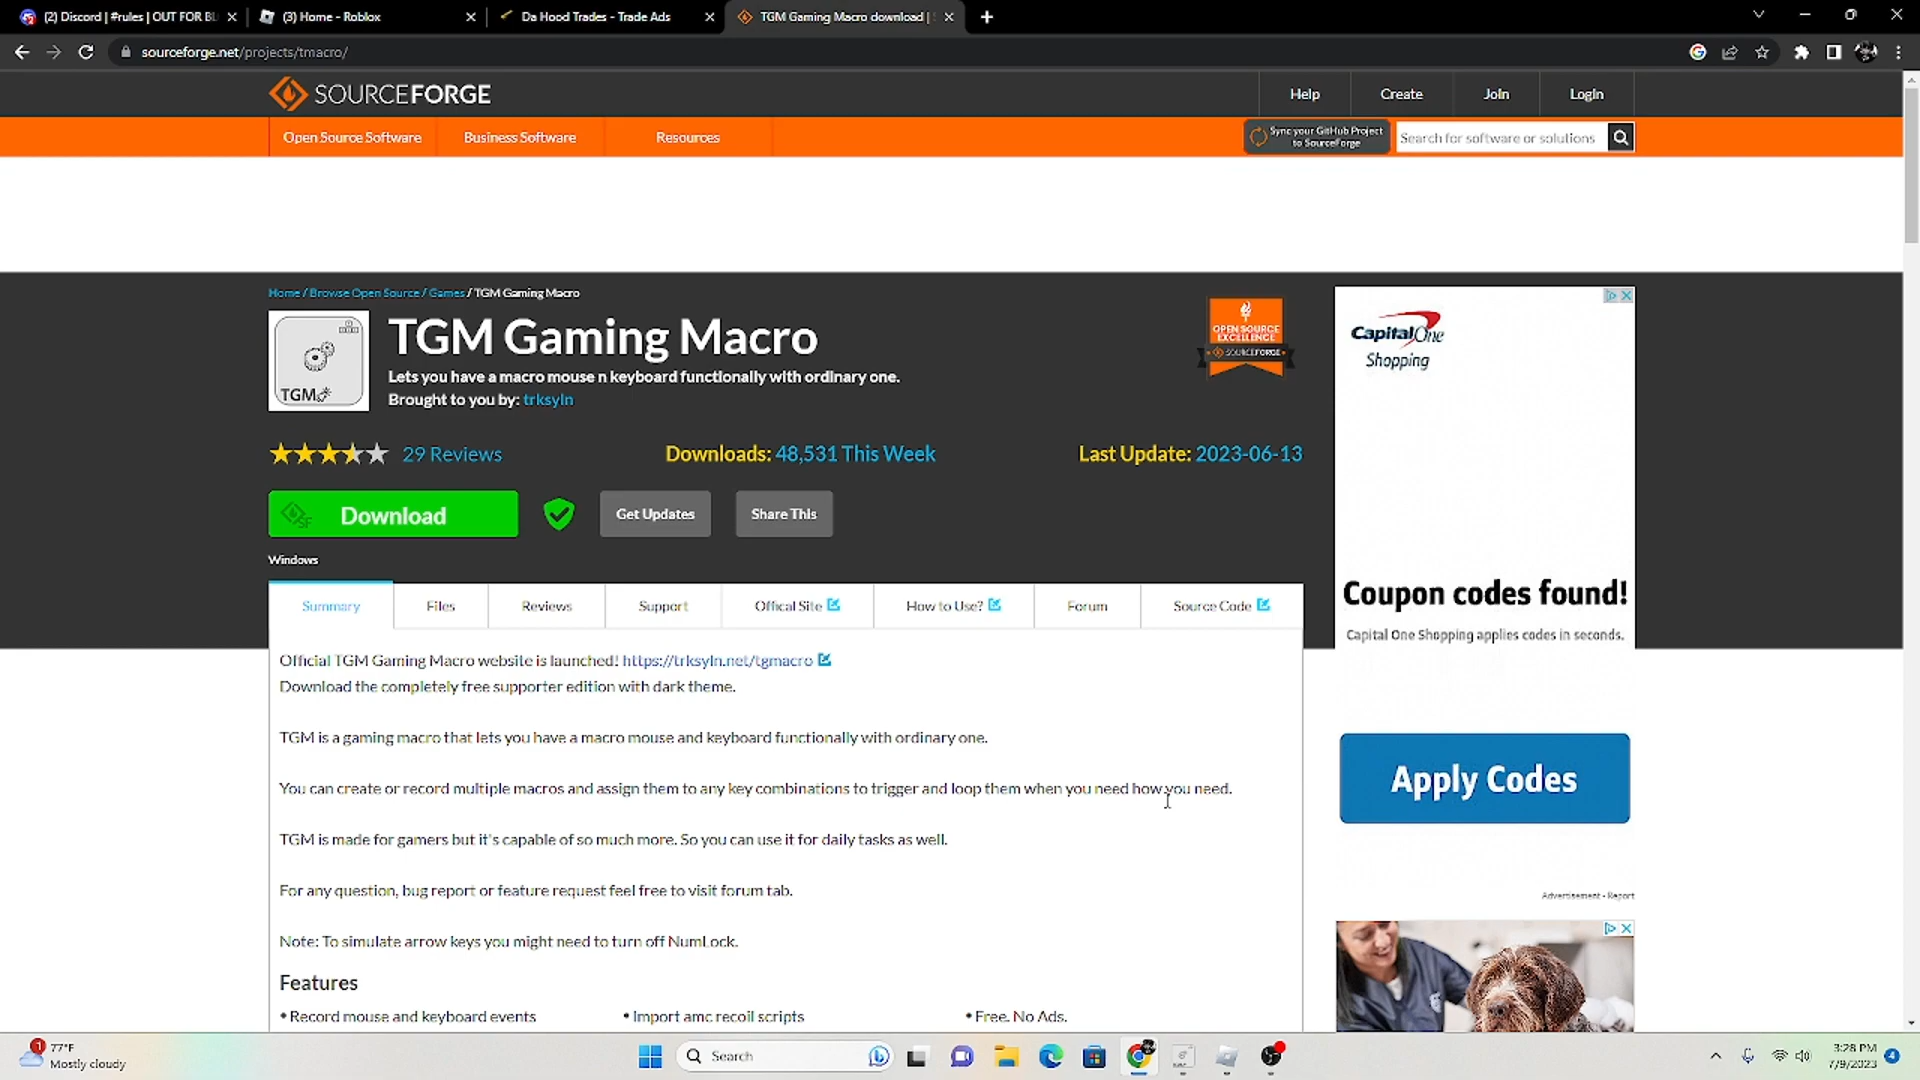 (2) Discord | #rules | OUT FOR BL
(3) Home - Roblox
Da Hood Trades - Trade Ads
TGM Gaming Macro download |
sourceforge.net/projects/tmacro/
SOURCEFORGE
Help
Create
Join
Login
Open Source Software
Business Software
Resources
Sync your GitHub Project
to SourceForge
Search for software or solutions
Home / Browse Open Source / Games / TGM Gaming Macro
TGM
TGM Gaming Macro
Lets you have a macro mouse n keyboard functionally with ordinary one.
Brought to you by: trksyln
OPEN SOURCE
EXCELLENCE
SOURCEFORGE
29 Reviews
Downloads: 48,531 This Week
Last Update: 2023-06-13
SF
Download
Get Updates
Share This
Windows
Summary
Files
Reviews
Support
Offical Site
How to Use?
Forum
Source Code
Official TGM Gaming Macro website is launched! https://trksyln.net/tgmacro
Download the completely free supporter edition with dark theme.
TGM is a gaming macro that lets you have a macro mouse and keyboard functionally with ordinary one.
You can create or record multiple macros and assign them to any key combinations to trigger and loop them when you need how you need.
TGM is made for gamers but it's capable of so much more. So you can use it for daily tasks as well.
For any question, bug report or feature request feel free to visit forum tab.
Note: To simulate arrow keys you might need to turn off NumLock.
Features
• Record mouse and keyboard events
• Import amc recoil scripts
• Free. No Ads.
Capital One
Shopping
Coupon codes found!
Capital One Shopping applies codes in seconds.
Apply Codes
Advertisement - Report
1
77°F
Mostly cloudy
Search
3:28 PM
7/9/2023
4